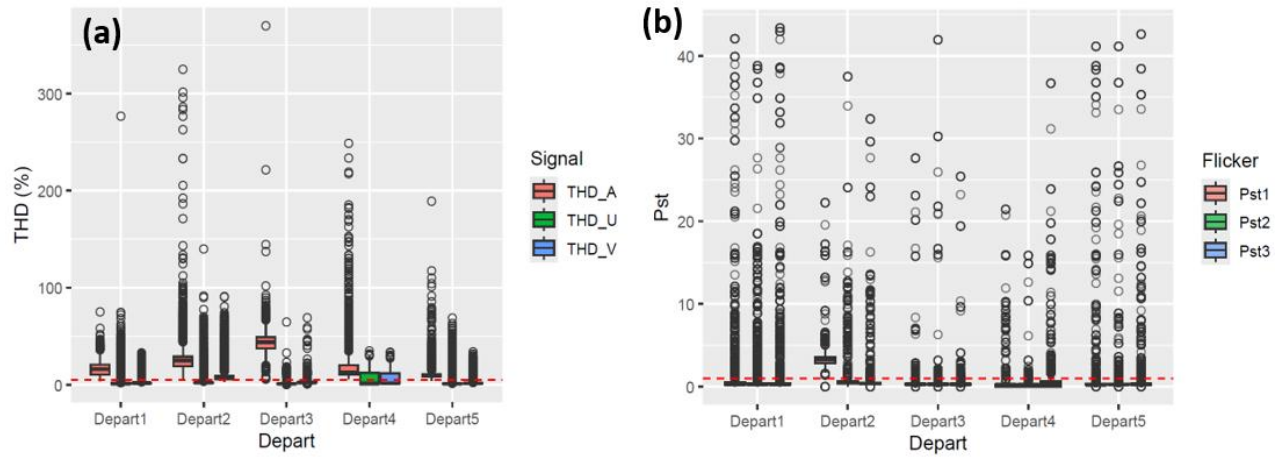 (a)
THD (%)
300
200
100
0
Depart1 Depart2 Depart3 Depart4 Depart5
Depart
Signal
THD_A
THD_U
THD_V
(b)
Pst
40
30
20
10
0
Depart1 Depart2 Depart3 Depart4 Depart5
Depart
Flicker
Pst1
Pst2
Pst3